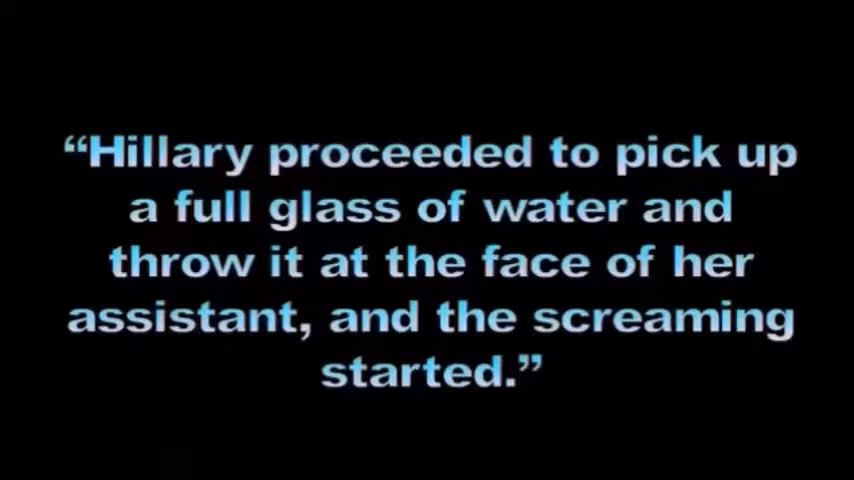 “Hillary proceeded to pick up
a full glass of water and
throw it at the face of her
assistant, and the screaming
started.”